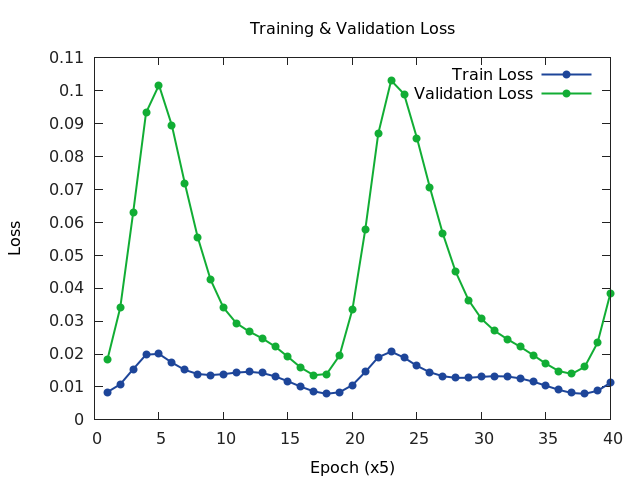 Training & Validation Loss
0.11
0.1
0.09
0.08
0.07
0.06
0.05
0.04
0.03
0.02
0.01
0
Loss
Train Loss
Validation Loss
0 5 10 15 20 25 30 35 40
Epoch (x5)